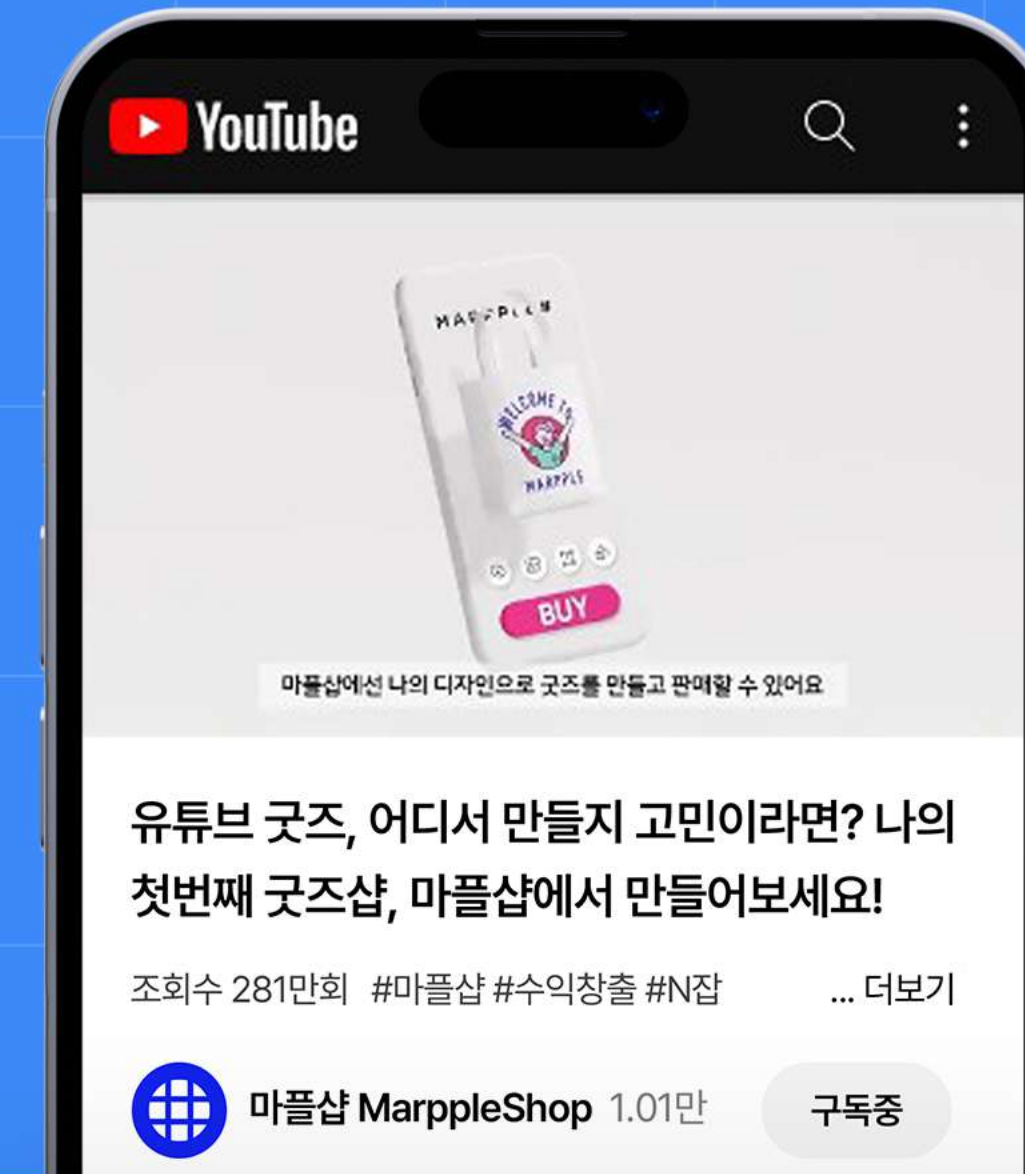 YouTube
WELCOME TO
MARPPLE
BUY
마플샵에선 나의 디자인으로 굿즈를 만들고 판매할 수 있어요
유튜브 굿즈, 어디서 만들지 고민이라면? 나의
첫번째 굿즈샵, 마플샵에서 만들어보세요!
조회수 281만회 #마플샵 #수익창출 #N잡 ... 더보기
마플샵 MarppleShop 1.01만 구독중